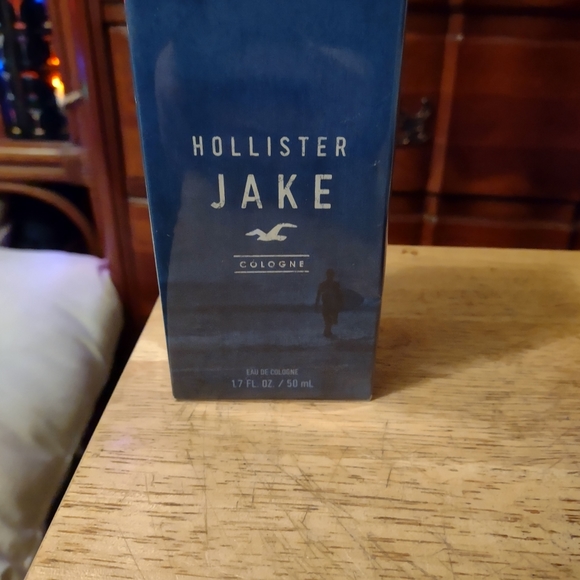 HOLLISTER
JAKE
COLOGNE
EAU DE COLOGNE
1.7 FL. OZ. / 50 mL